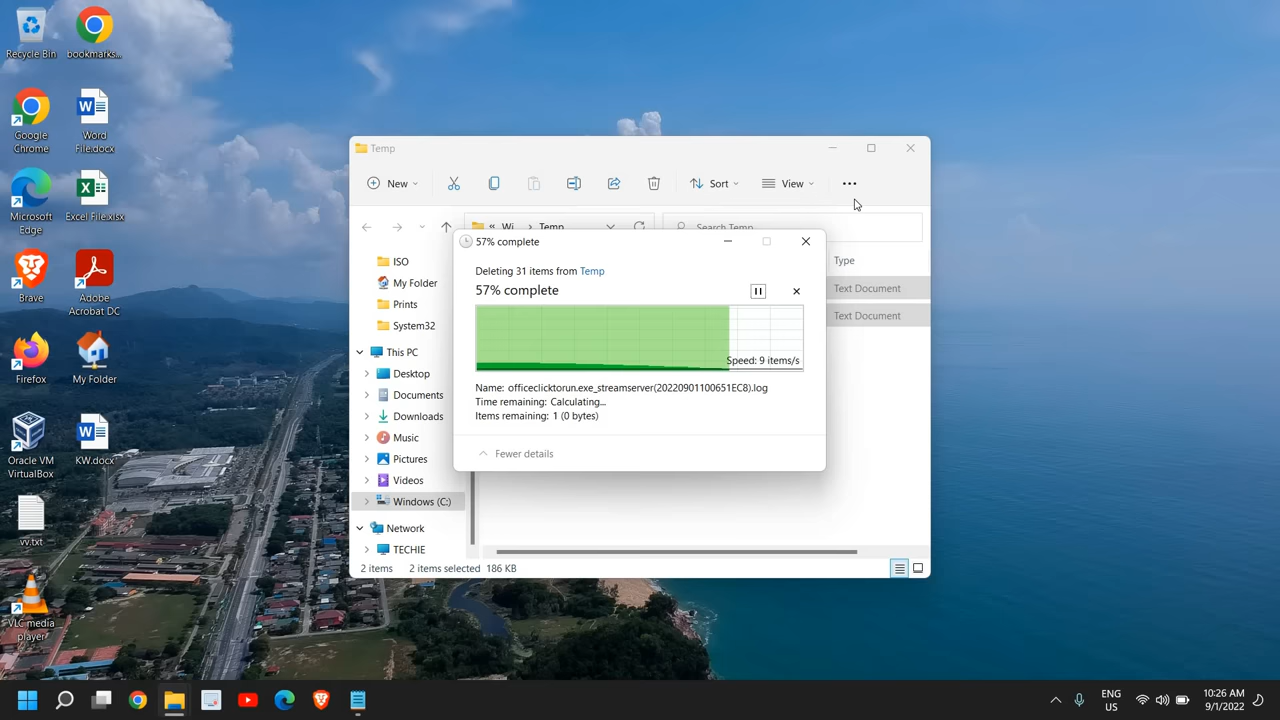 Recycle Bin
bookmarks...
Google Chrome
Word File.docx
Microsoft Edge
Excel File.xlsx
Brave
Adobe Acrobat DC
Firefox
My Folder
Oracle VM VirtualBox
KW.docx
vv.txt
VLC media player
Temp
New
Sort
View
« Wi... > Temp
Search Temp
ISO
My Folder
Prints
System32
This PC
Desktop
Documents
Downloads
Music
Pictures
Videos
Windows (C:)
Network
TECHIE
Type
Text Document
Text Document
2 items 2 items selected 186 KB
57% complete
Deleting 31 items from Temp
57% complete
Speed: 9 items/s
Name: officeclicktorun.exe_streamserver(20220901100651EC8).log
Time remaining: Calculating...
Items remaining: 1 (0 bytes)
Fewer details
ENG
US
10:26 AM
9/1/2022